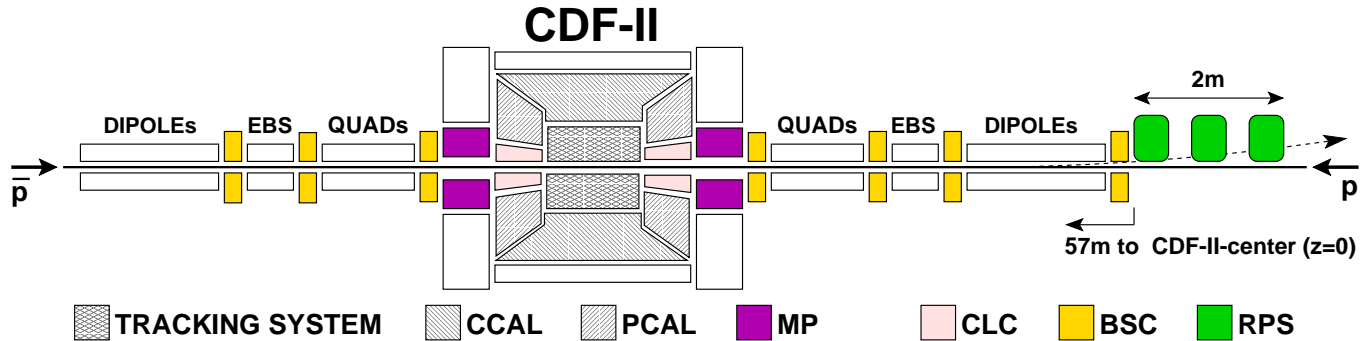 CDF-II
2m
DIPOLEs EBS QUADs QUADs EBS DIPOLEs
p̅ p
57m to CDF-II-center (z=0)
TRACKING SYSTEM CCAL PCAL MP CLC BSC RPS